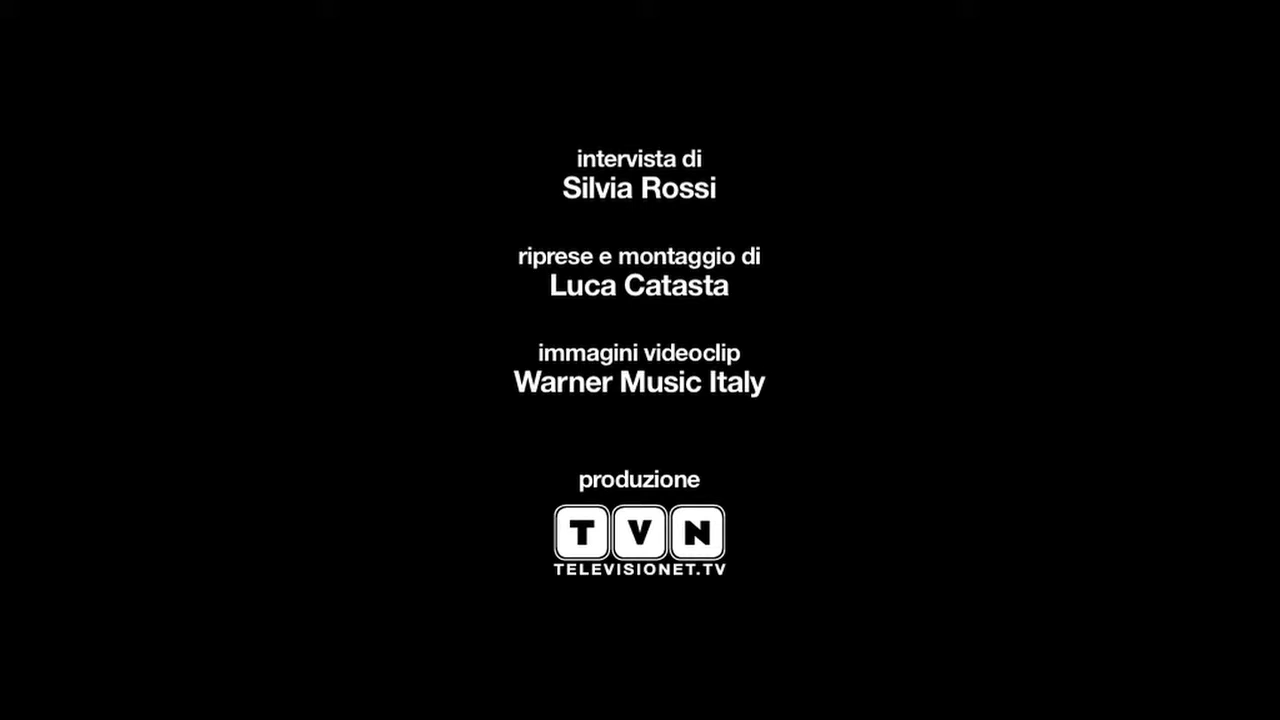 intervista di
Silvia Rossi
riprese e montaggio di
Luca Catasta
immagini videoclip
Warner Music Italy
produzione
TVN
TELEVISIONET.TV